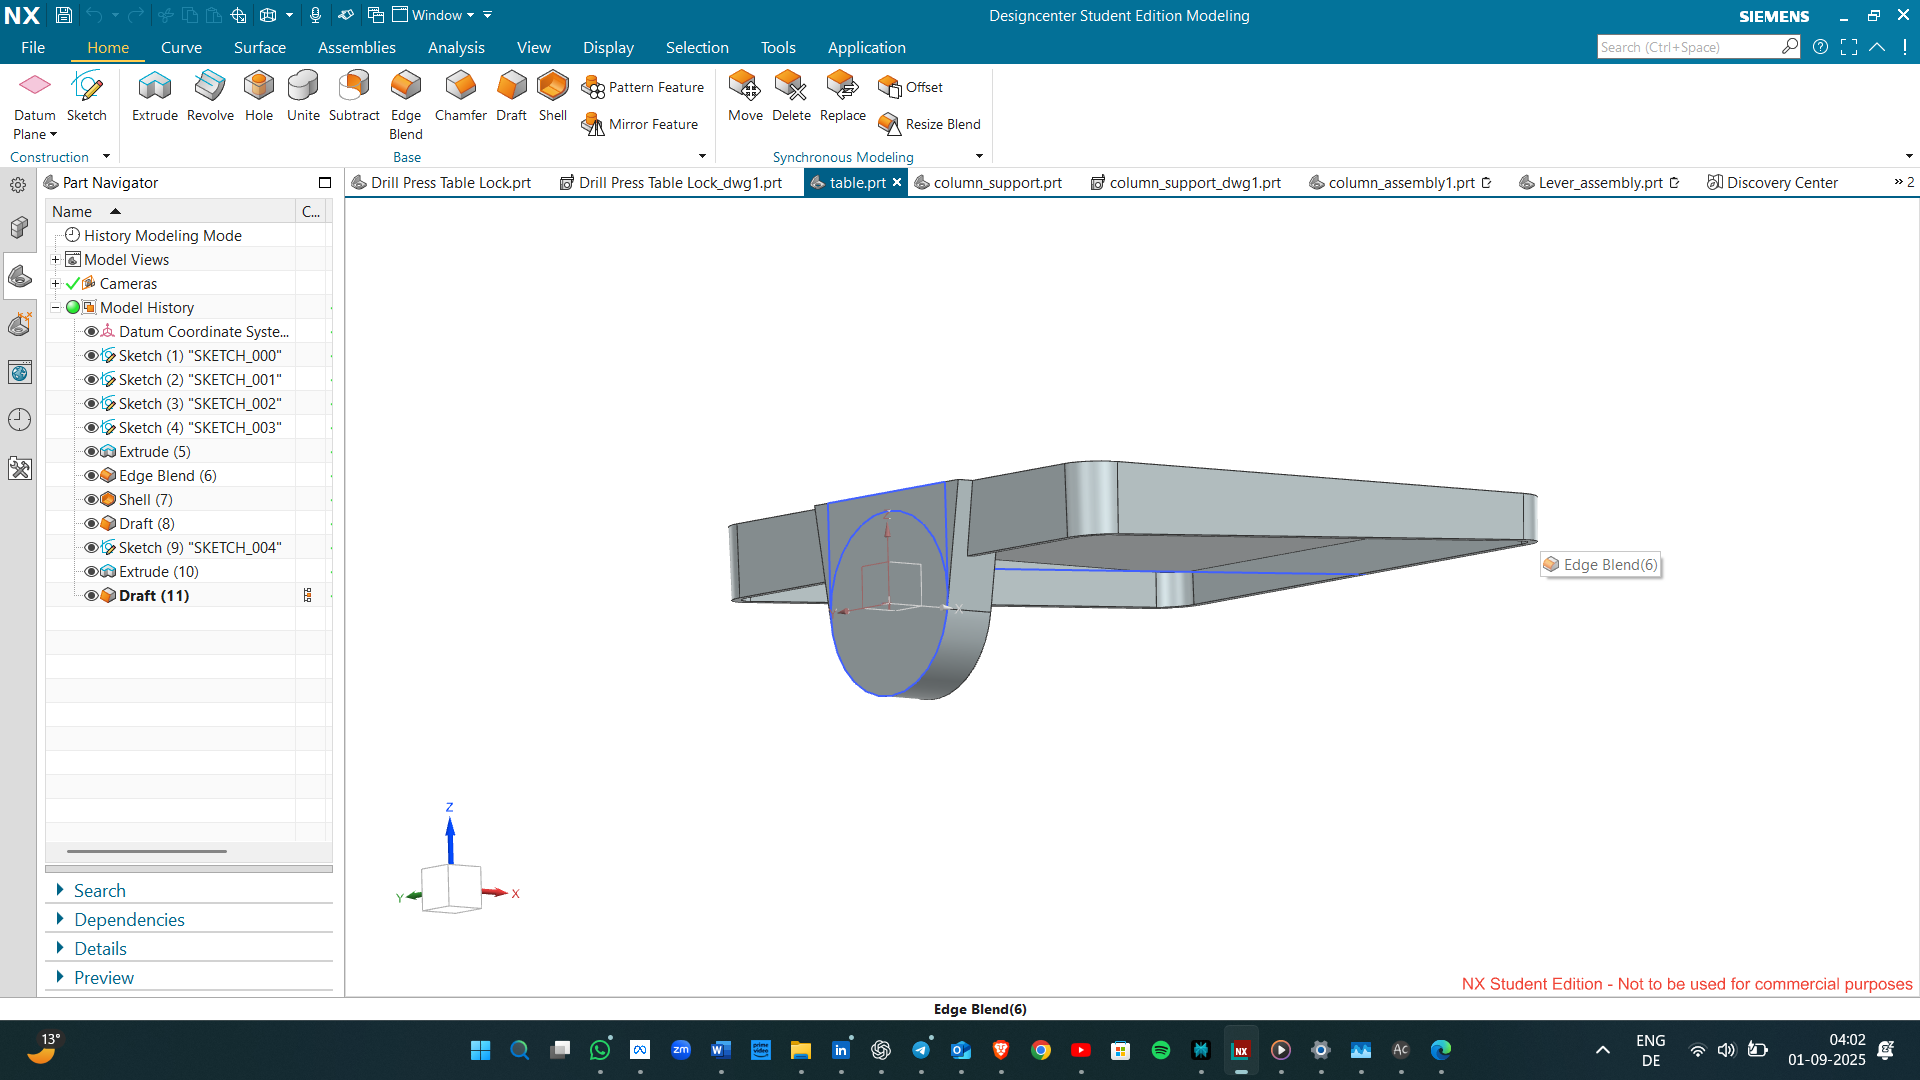 NX
Window
Designcenter Student Edition Modeling
SIEMENS
File
Home
Curve
Surface
Assemblies
Analysis
View
Display
Selection
Tools
Application
Search (Ctrl+Space)
Datum
Plane
Sketch
Extrude
Revolve
Hole
Unite
Subtract
Edge
Blend
Chamfer
Draft
Shell
Pattern Feature
Mirror Feature
Move
Delete
Replace
Offset
Resize Blend
Construction
Base
Synchronous Modeling
Part Navigator
Drill Press Table Lock.prt
Drill Press Table Lock_dwg1.prt
table.prt
column_support.prt
column_support_dwg1.prt
column_assembly1.prt
Lever_assembly.prt
Discovery Center
2
Name
C...
History Modeling Mode
Model Views
Cameras
Model History
Datum Coordinate Syste...
Sketch (1) "SKETCH_000"
Sketch (2) "SKETCH_001"
Sketch (3) "SKETCH_002"
Sketch (4) "SKETCH_003"
Extrude (5)
Edge Blend (6)
Shell (7)
Draft (8)
Sketch (9) "SKETCH_004"
Extrude (10)
Draft (11)
Edge Blend(6)
X
Z
Y
X
Search
Dependencies
Details
Preview
NX Student Edition - Not to be used for commercial purposes
Edge Blend(6)
13°
zm
prime video
in
NX
Ac
ENG
DE
04:02
01-09-2025